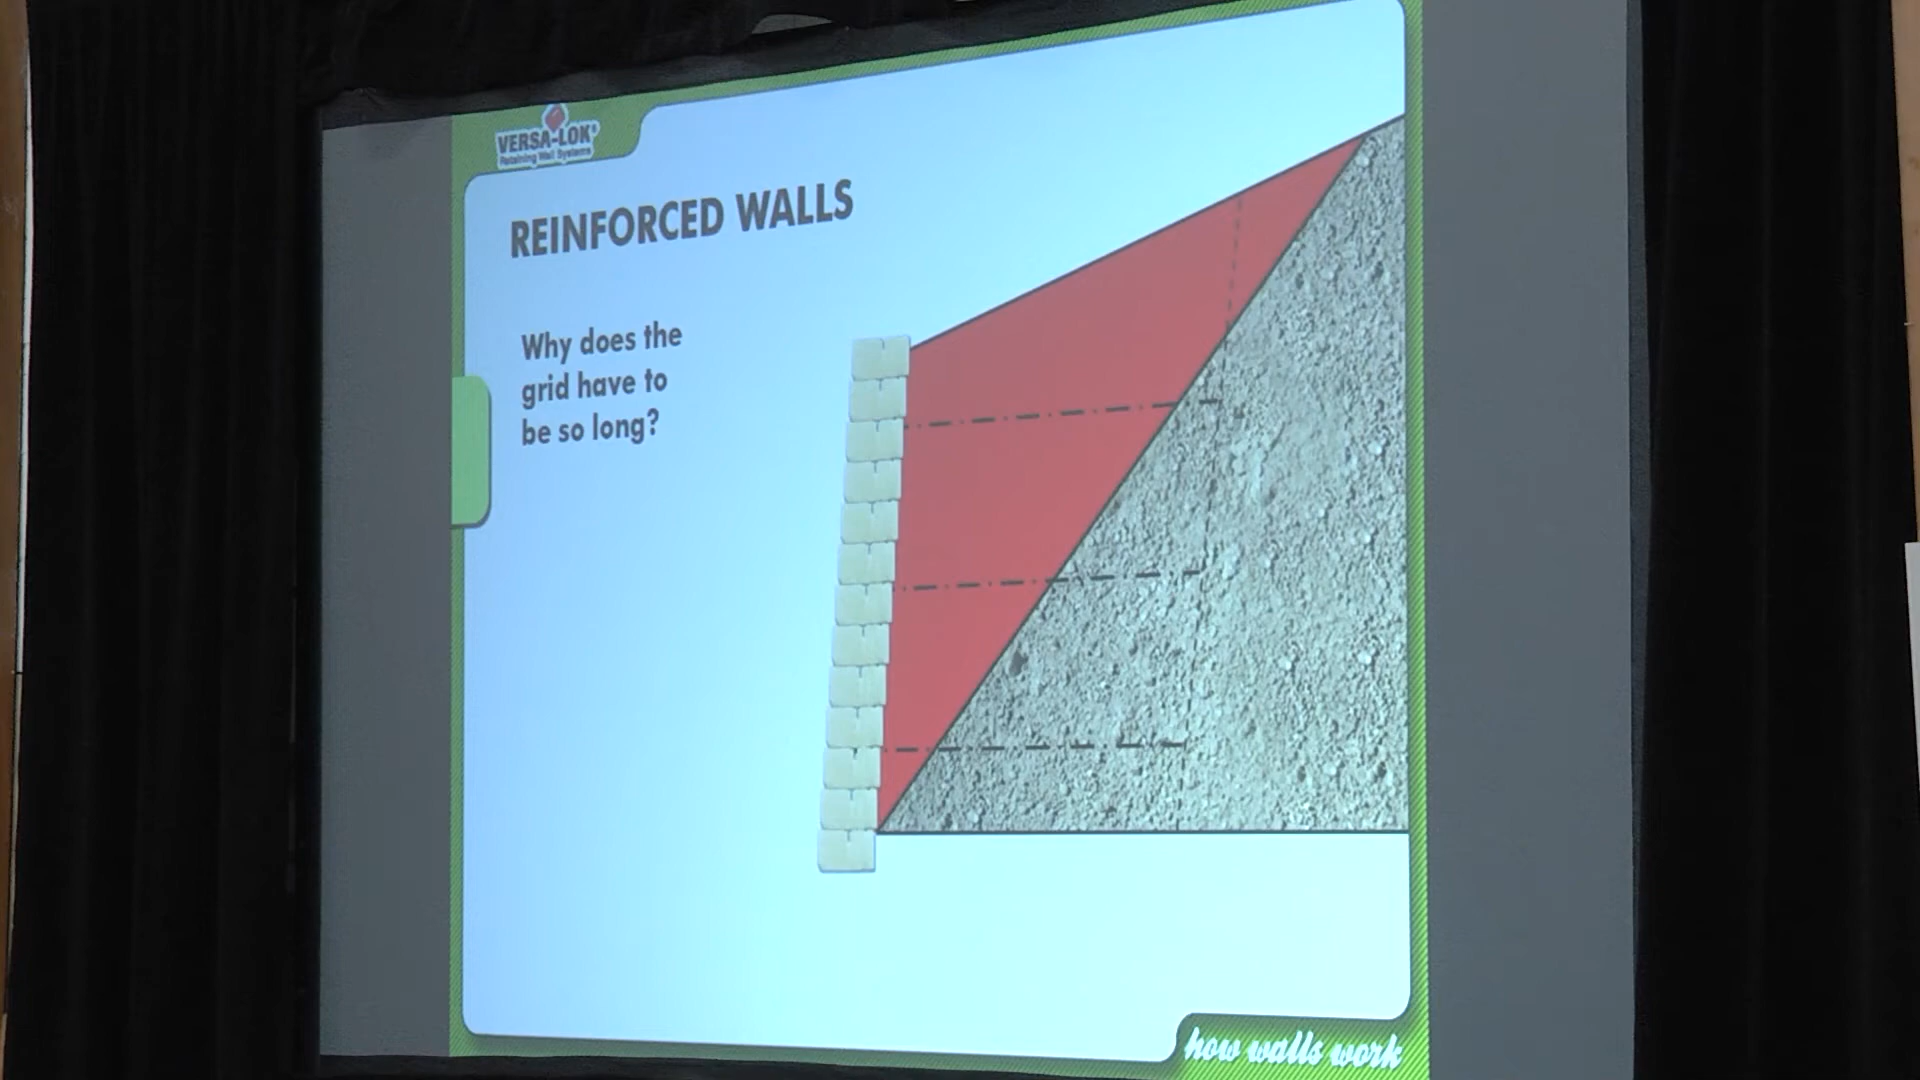 VERSA-LOK®
Retaining Wall Systems
REINFORCED WALLS
Why does the
grid have to
be so long?
how walls work